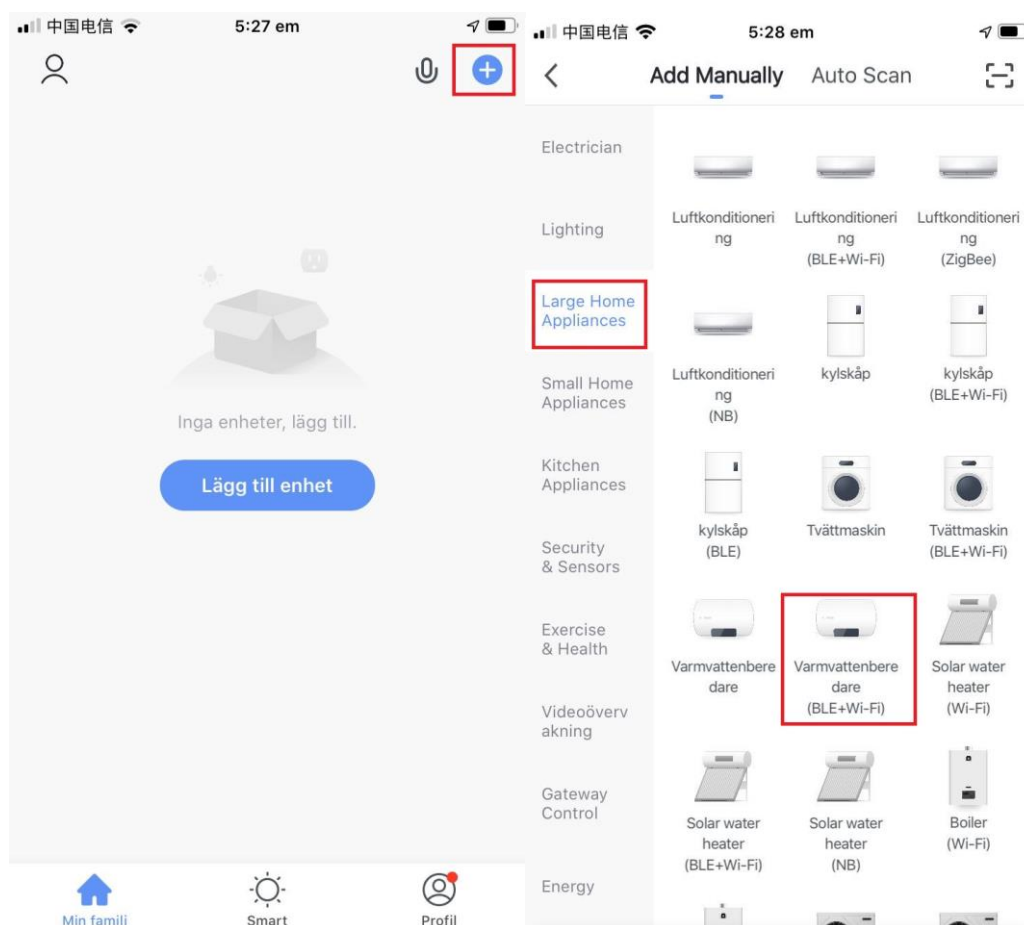 中国电信
5:27 em
Inga enheter, lägg till.
Lägg till enhet
Min famili
Smart
Profil
中国电信
5:28 em
Add Manually
Auto Scan
Electrician
Lighting
Large Home
Appliances
Small Home
Appliances
Kitchen
Appliances
Security
& Sensors
Exercise
& Health
Videoöverv
akning
Gateway
Control
Energy
Luftkonditioneri
ng
Luftkonditioneri
ng
(BLE+Wi-Fi)
Luftkonditioneri
ng
(ZigBee)
Luftkonditioneri
ng
(NB)
kylskåp
kylskåp
(BLE+Wi-Fi)
kylskåp
(BLE)
Tvättmaskin
Tvättmaskin
(BLE+Wi-Fi)
Varmvattenbere
dare
Varmvattenbere
dare
(BLE+Wi-Fi)
Solar water
heater
(Wi-Fi)
Solar water
heater
(BLE+Wi-Fi)
Solar water
heater
(NB)
Boiler
(Wi-Fi)